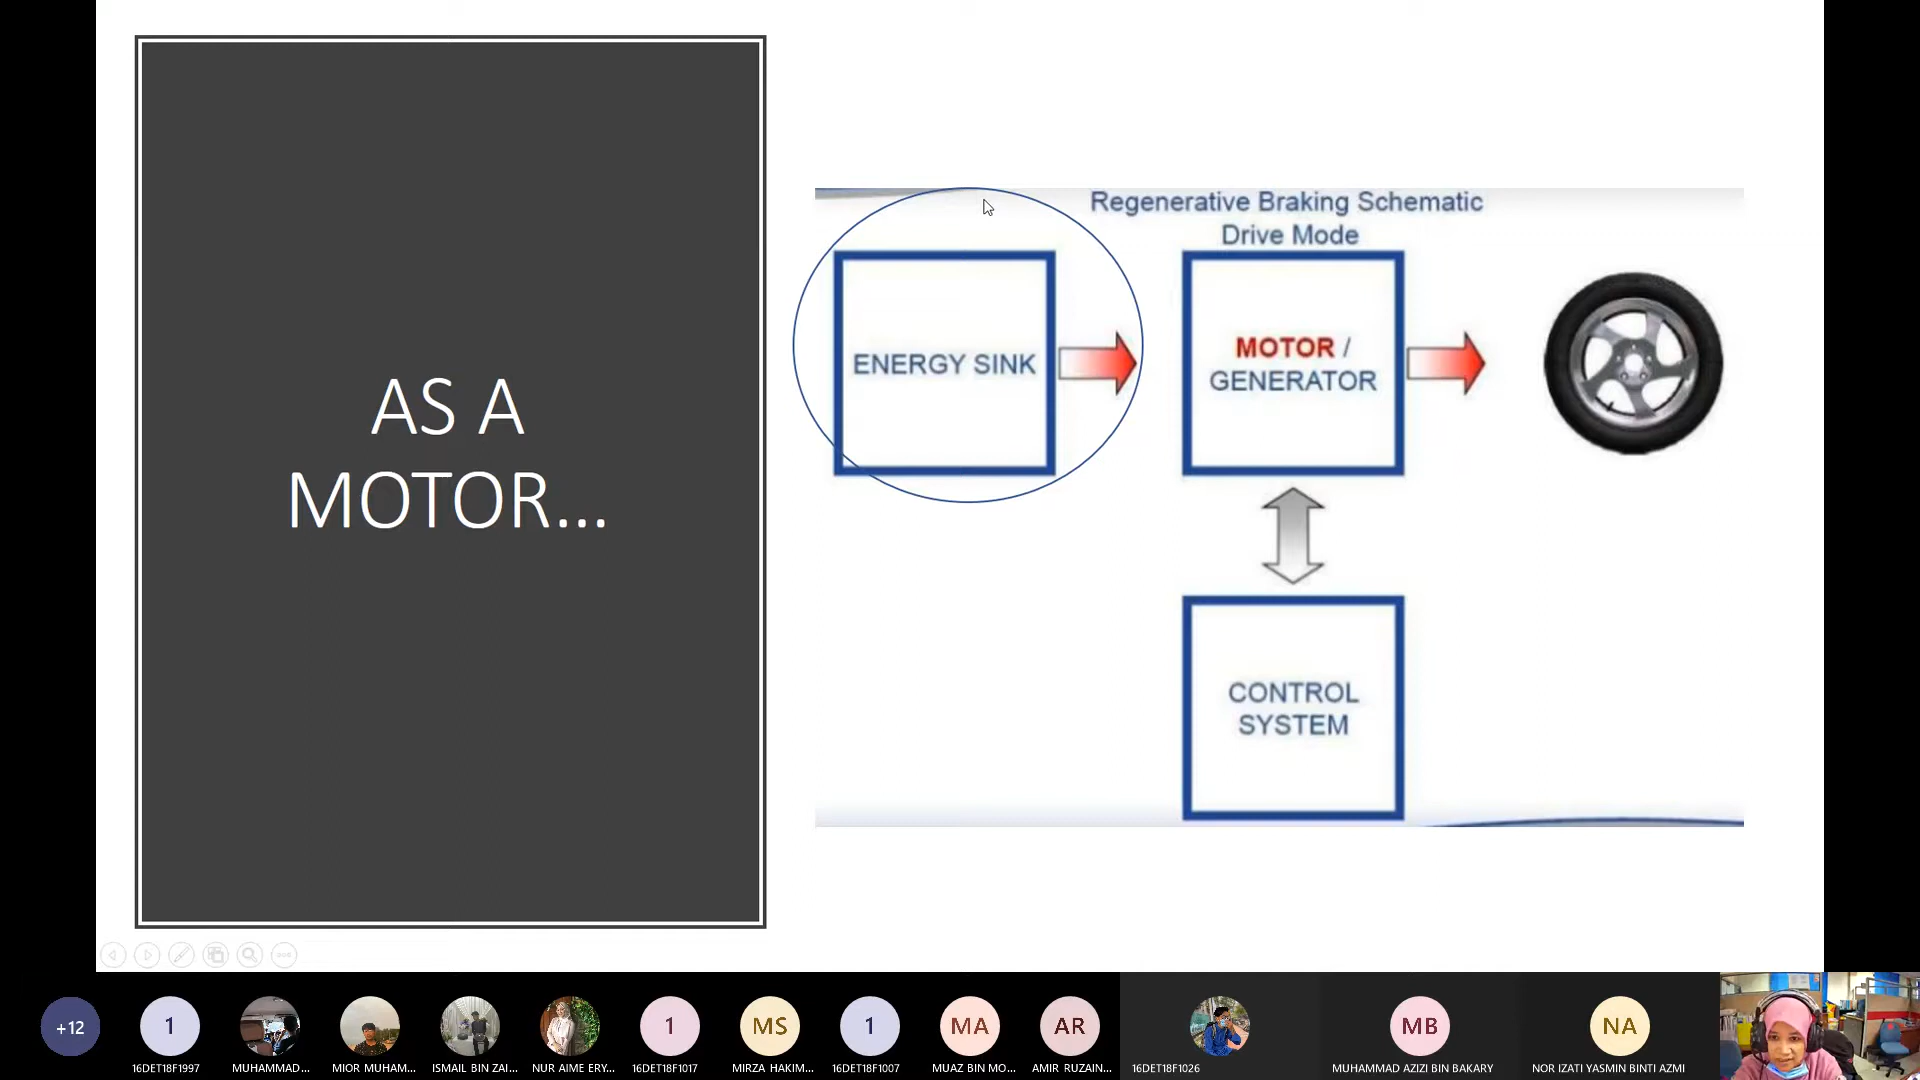 AS A
MOTOR...
Regenerative Braking Schematic
Drive Mode
ENERGY SINK
MOTOR /
GENERATOR
CONTROL
SYSTEM
+12
1
MS
1
MA
AR
MB
NA
16DET18F1997
MUHAMMAD...
MIOR MUHAM...
ISMAIL BIN ZAI...
NUR AIME ERY...
16DET18F1017
MIRZA HAKIM...
16DET18F1007
MUAZ BIN MO...
AMIR RUZAIN...
16DET18F1026
MUHAMMAD AZIZI BIN BAKARY
NOR IZATI YASMIN BINTI AZMI